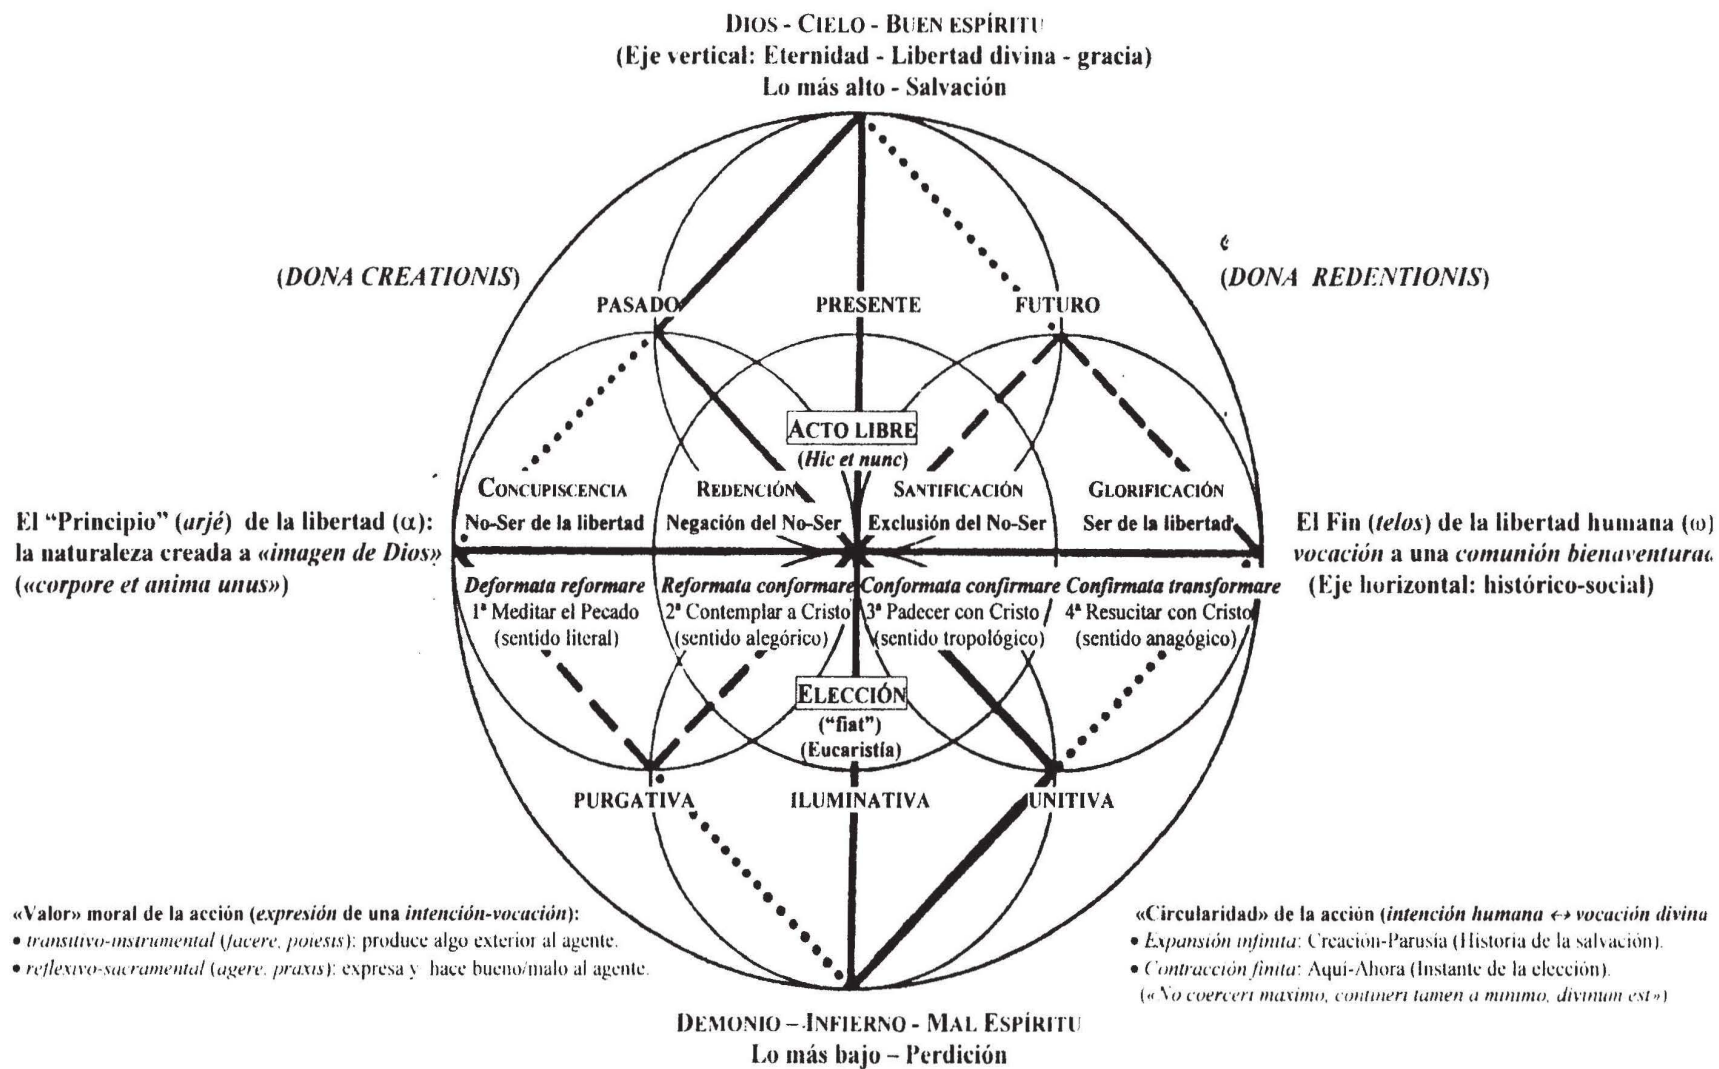 DIOS - CIELO - BUEN ESPÍRITU
(Eje vertical: Eternidad - Libertad divina - gracia)
Lo más alto - Salvación
(DONA CREATIONIS)
(DONA REDENTIONIS)
PASADO
PRESENTE
FUTURO
ACTO LIBRE
(Hic et nunc)
CONCUPISCENCIA
REDENCIÓN
SANTIFICACIÓN
GLORIFICACIÓN
No-Ser de la libertad
Negación del No-Ser
Exclusión del No-Ser
Ser de la libertad
El “Principio” (arjé) de la libertad (α):
la naturaleza creada a «imagen de Dios»
(«corpore et anima unus»)
El Fin (telos) de la libertad humana (ω)
vocación a una comunión bienaventurad
(Eje horizontal: histórico-social)
Deformata reformare
Reformata conformare
Conformata confirmare
Confirmata transformare
1ª Meditar el Pecado
2ª Contemplar a Cristo
3ª Padecer con Cristo
4ª Resucitar con Cristo
(sentido literal)
(sentido alegórico)
(sentido tropológico)
(sentido anagógico)
ELECCIÓN
(“fiat”)
(Eucaristía)
PURGATIVA
ILUMINATIVA
UNITIVA
«Valor» moral de la acción (expresión de una intención-vocación):
• transitivo-instrumental (facere, poiesis): produce algo exterior al agente.
• reflexivo-sacramental (agere, praxis): expresa y hace bueno/malo al agente.
«Circularidad» de la acción (intención humana ↔ vocación divina
• Expansión infinita: Creación-Parusía (Historia de la salvación).
• Contracción finita: Aquí-Ahora (Instante de la elección).
(«No coerceri maximo, contineri tamen a minimo, divinum est»)
DEMONIO – INFIERNO - MAL ESPÍRITU
Lo más bajo – Perdición